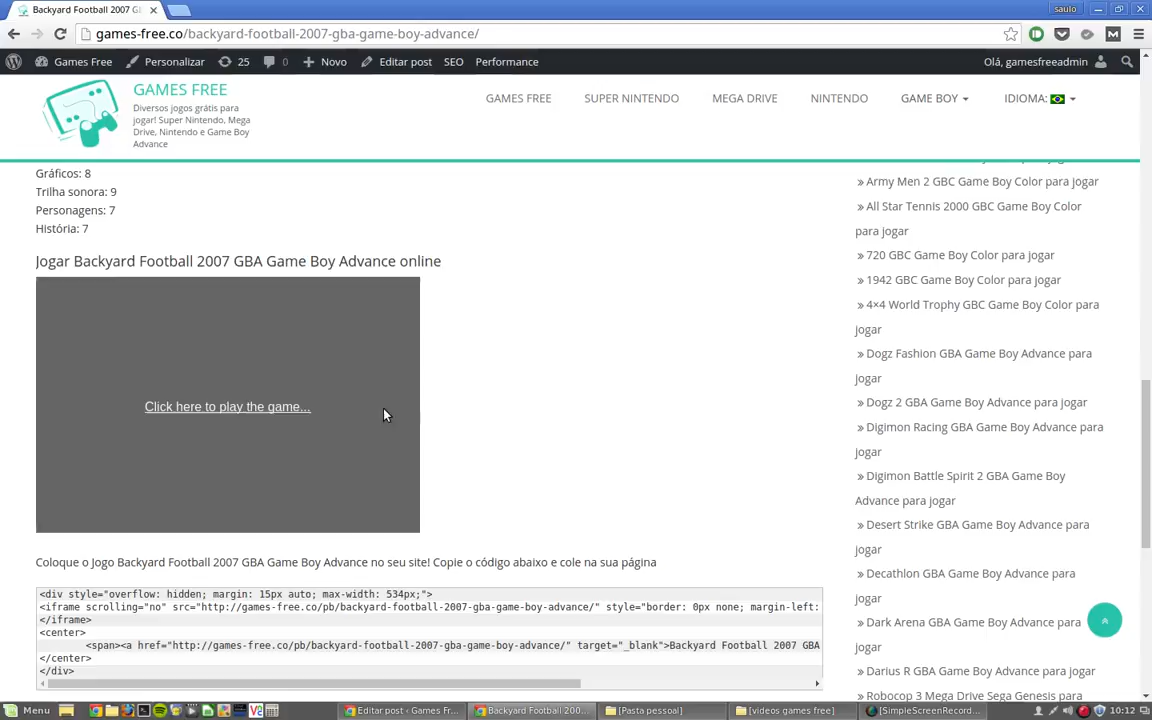 Backyard Football 2007 G
saulo
games-free.co/backyard-football-2007-gba-game-boy-advance/
Games Free
Personalizar
25
0
Novo
Editar post
SEO
Performance
Olá, gamesfreeadmin
GAMES FREE
Diversos jogos grátis para
jogar! Super Nintendo, Mega
Drive, Nintendo e Game Boy
Advance
GAMES FREE
SUPER NINTENDO
MEGA DRIVE
NINTENDO
GAME BOY
IDIOMA:
Gráficos: 8
Trilha sonora: 9
Personagens: 7
História: 7
Jogar Backyard Football 2007 GBA Game Boy Advance online
Click here to play the game...
Coloque o Jogo Backyard Football 2007 GBA Game Boy Advance no seu site! Copie o código abaixo e cole na sua página
<div style="overflow: hidden; margin: 15px auto; max-width: 534px;">
<iframe scrolling="no" src="http://games-free.co/pb/backyard-football-2007-gba-game-boy-advance/" style="border: 0px none; margin-left:
</iframe>
<center>
<span><a href="http://games-free.co/pb/backyard-football-2007-gba-game-boy-advance/" target="_blank">Backyard Football 2007 GBA
</center>
</div>
» Army Men 2 GBC Game Boy Color para jogar
» All Star Tennis 2000 GBC Game Boy Color
para jogar
» 720 GBC Game Boy Color para jogar
» 1942 GBC Game Boy Color para jogar
» 4×4 World Trophy GBC Game Boy Color para
jogar
» Dogz Fashion GBA Game Boy Advance para
jogar
» Dogz 2 GBA Game Boy Advance para jogar
» Digimon Racing GBA Game Boy Advance para
jogar
» Digimon Battle Spirit 2 GBA Game Boy
Advance para jogar
» Desert Strike GBA Game Boy Advance para
jogar
» Decathlon GBA Game Boy Advance para
jogar
» Dark Arena GBA Game Boy Advance para
jogar
» Darius R GBA Game Boy Advance para jogar
» Robocop 3 Mega Drive Sega Genesis para
Menu
Editar post ‹ Games Fr...
Backyard Football 200...
[Pasta pessoal]
[videos games free]
[SimpleScreenRecord...
10:12